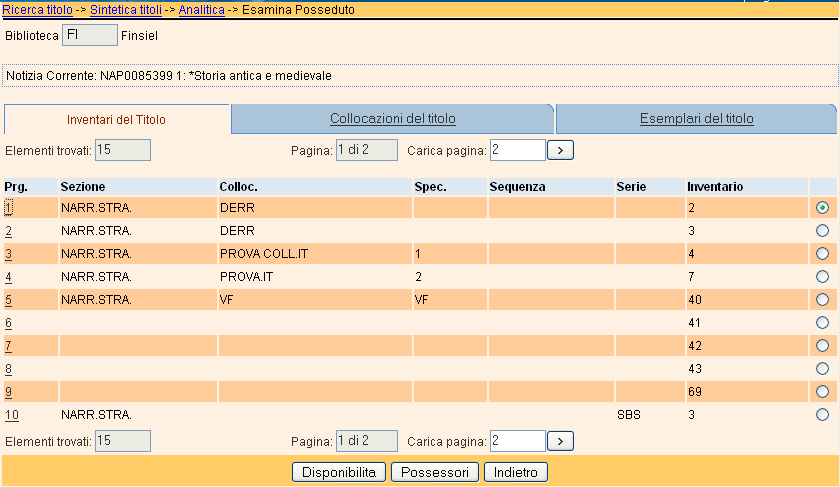 Ricerca titolo -> Sintetica titoli -> Analitica -> Esamina Posseduto
Biblioteca FI Finsiel
Notizia Corrente: NAP0085399 1: *Storia antica e medievale
Inventari del Titolo Collocazioni del titolo Esemplari del titolo
Elementi trovati: 15 Pagina: 1 di 2 Carica pagina: 2 >
Prg. Sezione Colloc. Spec. Sequenza Serie Inventario
1 NARR.STRA. DERR 2
2 NARR.STRA. DERR 3
3 NARR.STRA. PROVA COLL.IT 1 4
4 NARR.STRA. PROVA.IT 2 7
5 NARR.STRA. VF VF 40
6 41
7 42
8 43
9 69
10 NARR.STRA. SBS 3
Elementi trovati: 15 Pagina: 1 di 2 Carica pagina: 2 >
Disponibilita Possessori Indietro